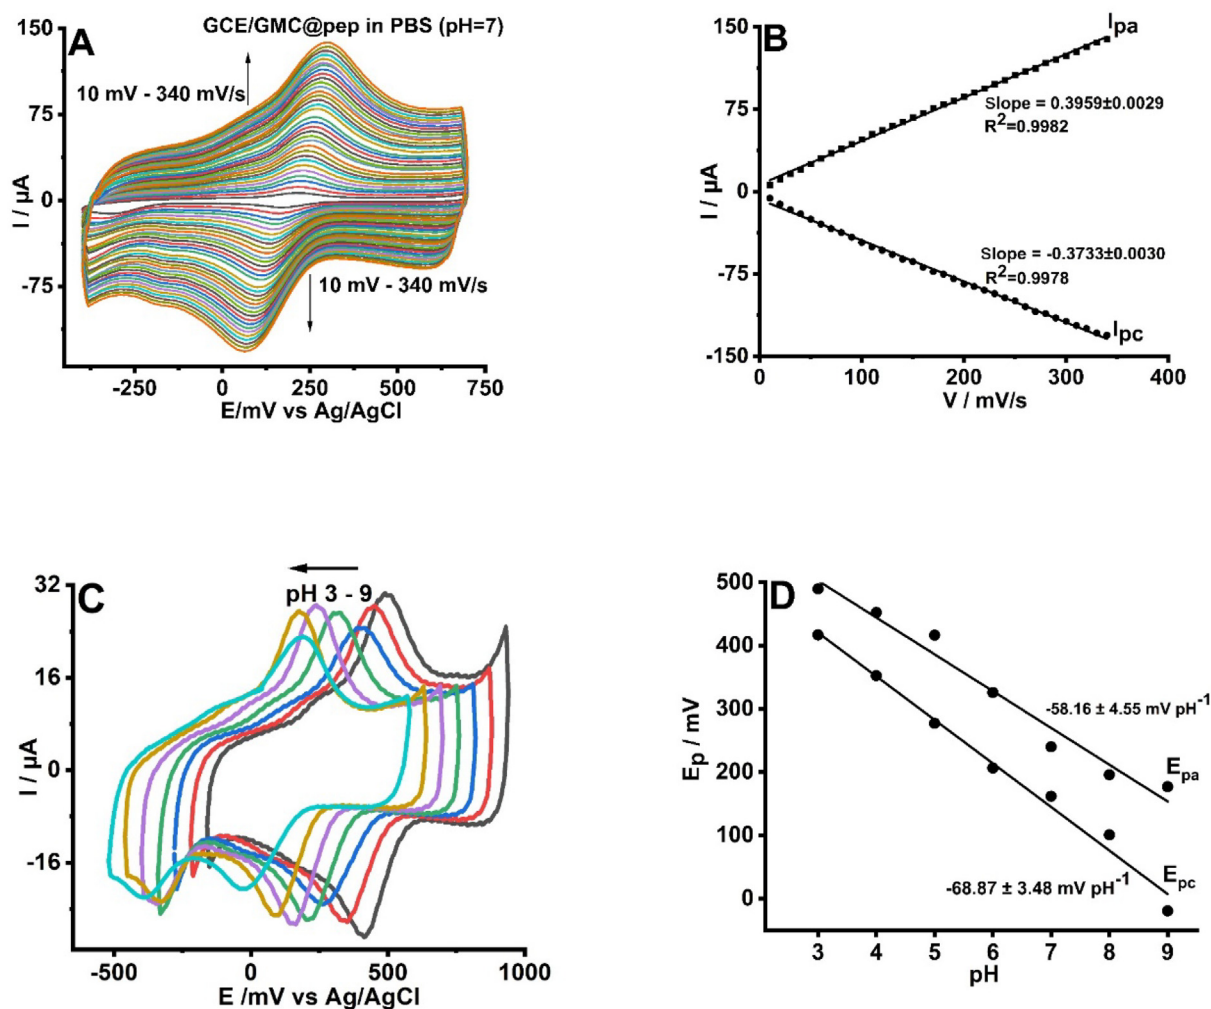 A
GCE/GMC@pep in PBS (pH=7)
10 mV - 340 mV/s
10 mV - 340 mV/s
150
75
0
-75
I / µA
-250
0
250
500
750
E/mV vs Ag/AgCl
B
Ipa
Slope = 0.3959±0.0029
R²=0.9982
Slope = -0.3733±0.0030
R²=0.9978
Ipc
150
75
0
-75
-150
I / µA
0
100
200
300
400
V / mV/s
C
pH 3 - 9
32
16
0
-16
I / µA
-500
0
500
1000
E /mV vs Ag/AgCl
D
-58.16 ± 4.55 mV pH⁻¹
Epa
Epc
-68.87 ± 3.48 mV pH⁻¹
500
400
300
200
100
0
Ep / mV
3
4
5
6
7
8
9
pH